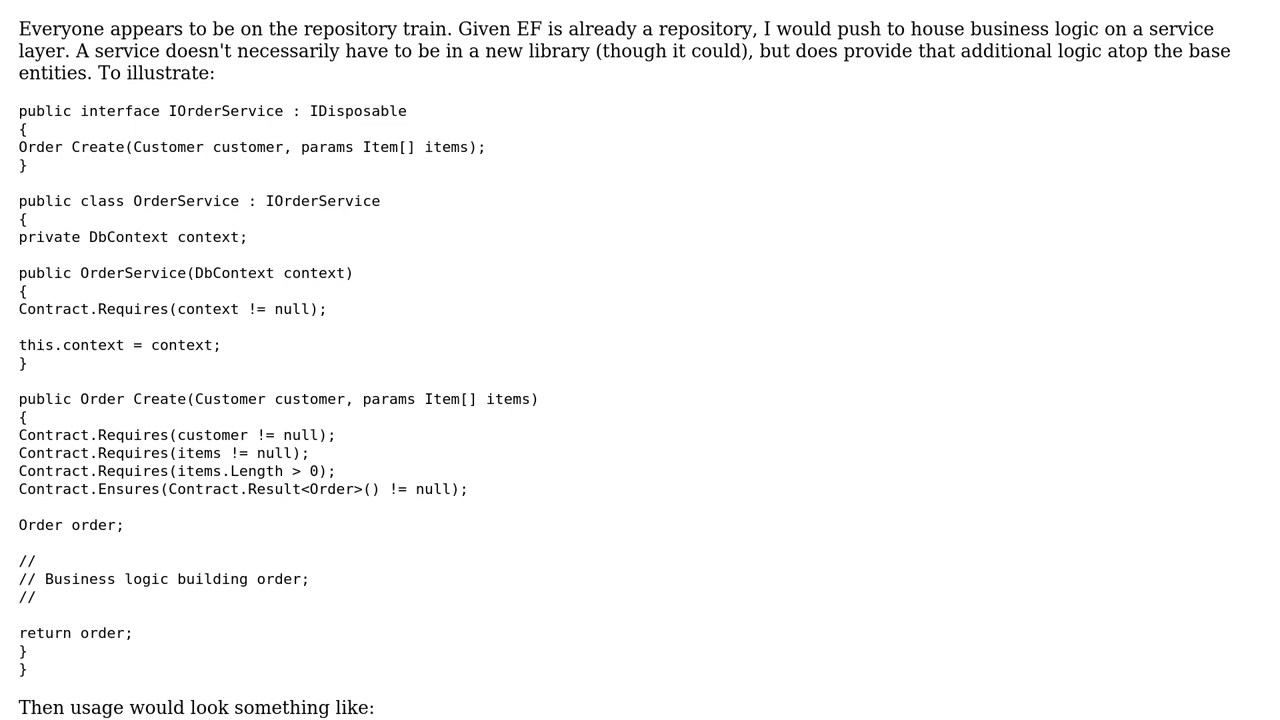 Everyone appears to be on the repository train. Given EF is already a repository, I would push to house business logic on a service
layer. A service doesn't necessarily have to be in a new library (though it could), but does provide that additional logic atop the base
entities. To illustrate:
public interface IOrderService : IDisposable
{
Order Create(Customer customer, params Item[] items);
}
public class OrderService : IOrderService
{
private DbContext context;
public OrderService(DbContext context)
{
Contract.Requires(context != null);
this.context = context;
}
public Order Create(Customer customer, params Item[] items)
{
Contract.Requires(customer != null);
Contract.Requires(items != null);
Contract.Requires(items.Length > 0);
Contract.Ensures(Contract.Result<Order>() != null);
Order order;
//
// Business logic building order;
//
return order;
}
}
Then usage would look something like: